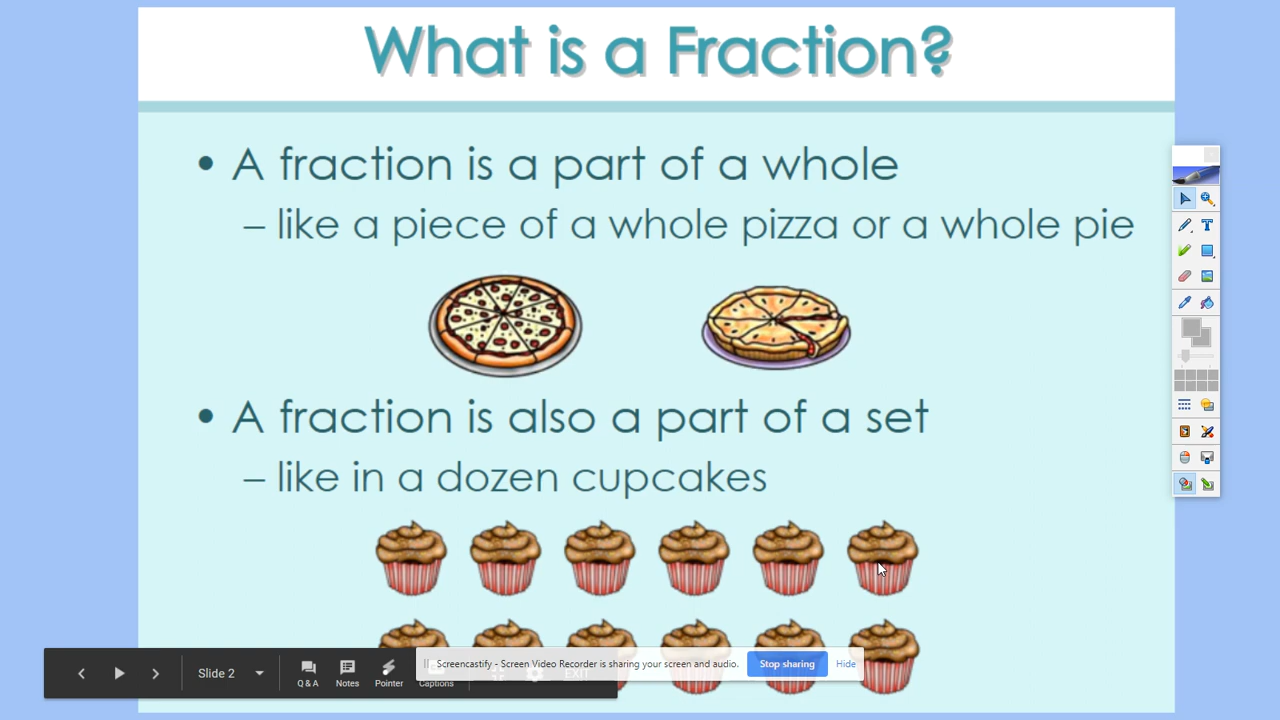 What is a Fraction?
• A fraction is a part of a whole
– like a piece of a whole pizza or a whole pie
• A fraction is also a part of a set
– like in a dozen cupcakes
Slide 2
Q & A
Notes
Pointer
Captions
EXIT
Screencastify - Screen Video Recorder is sharing your screen and audio.
Stop sharing
Hide
T